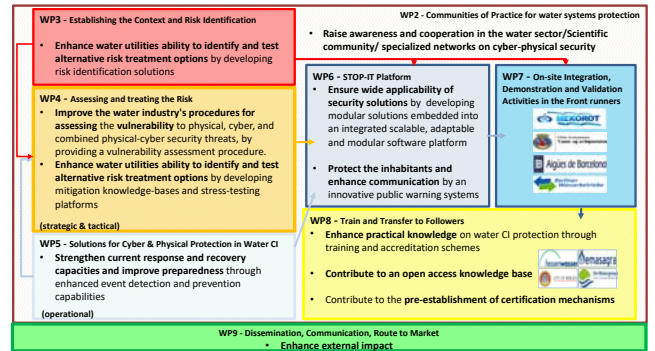 WP3 - Establishing the Context and Risk Identification
• Enhance water utilities ability to identify and test
alternative risk treatment options by developing
risk identification solutions
WP2 - Communities of Practice for water systems protection
• Raise awareness and cooperation in the water sector/Scientific
community/ specialized networks on cyber-physical security
WP4 - Assessing and treating the Risk
• Improve the water industry's procedures for
assessing the vulnerability to physical, cyber, and
combined physical-cyber security threats, by
providing a vulnerability assessment procedure.
• Enhance water utilities ability to identify and test
alternative risk treatment options by developing
mitigation knowledge-bases and stress-testing
platforms
(strategic & tactical)
WP6 - STOP-IT Platform
• Ensure wide applicability of
security solutions by developing
modular solutions embedded into
an integrated scalable, adaptable
and modular software platform
• Protect the inhabitants and
enhance communication by an
innovative public warning systems
WP7 - On-site Integration,
Demonstration and Validation
Activities in the Front runners
MEKOROT
Aigües de Barcelona
Berliner
Wasserbetriebe
WP5 - Solutions for Cyber & Physical Protection in Water CI
• Strengthen current response and recovery
capacities and improve preparedness through
enhanced event detection and prevention
capabilities
(operational)
WP8 - Train and Transfer to Followers
• Enhance practical knowledge on water CI protection through
training and accreditation schemes
• Contribute to an open access knowledge base
• Contribute to the pre-establishment of certification mechanisms
hessenwasser
emasagra
WP9 - Dissemination, Communication, Route to Market
• Enhance external impact